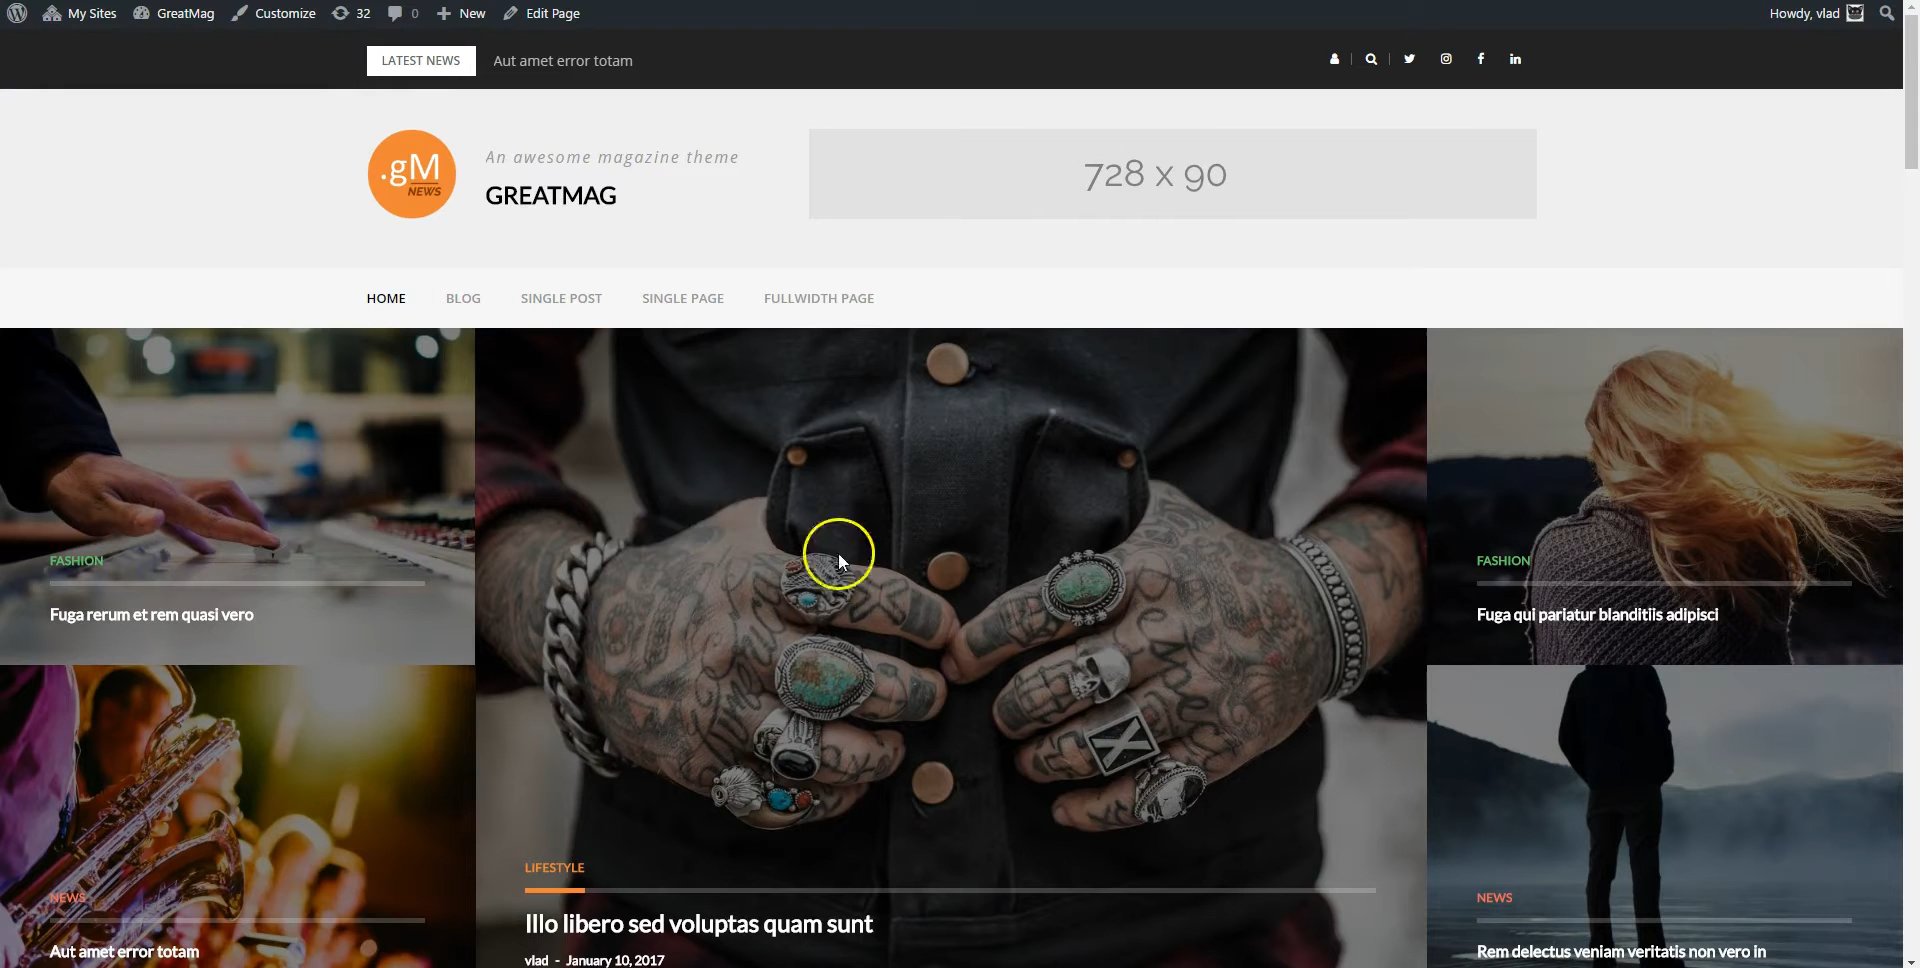 My Sites GreatMag Customize 32 0 New Edit Page Howdy, vlad
LATEST NEWS Aut amet error totam
.gM
NEWS
An awesome magazine theme
GREATMAG
728 x 90
HOME BLOG SINGLE POST SINGLE PAGE FULLWIDTH PAGE
FASHION
Fuga rerum et rem quasi vero
FASHION
Fuga qui pariatur blanditiis adipisci
LIFESTYLE
Illo libero sed voluptas quam sunt
vlad - January 10, 2017
NEWS
Aut amet error totam
NEWS
Rem delectus veniam veritatis non vero in